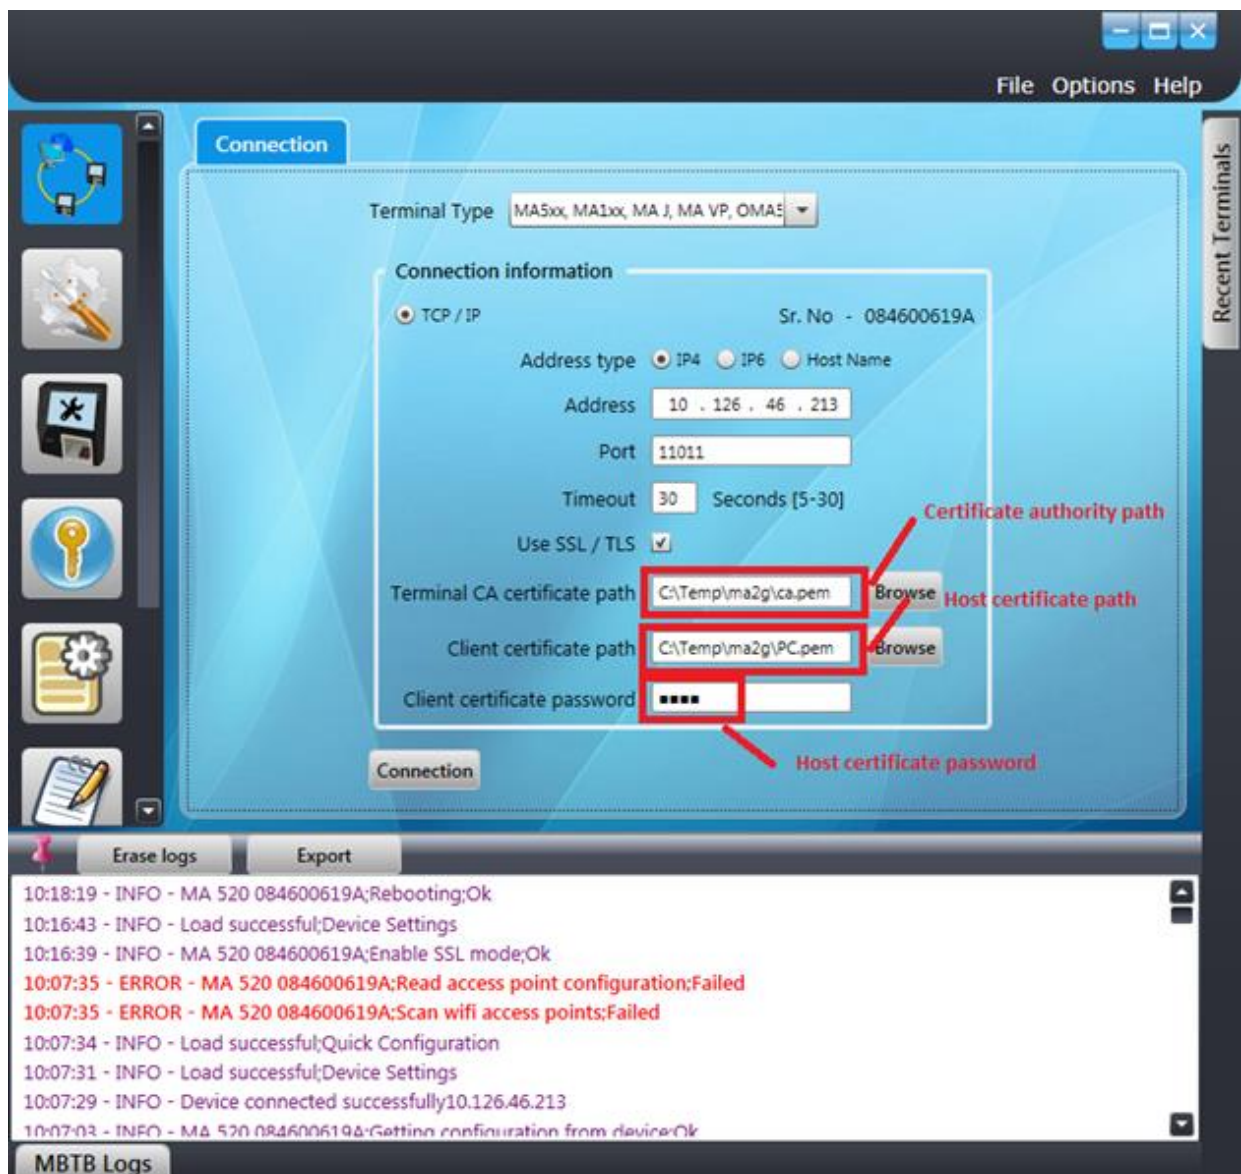 File Options Help
Connection
Recent Terminals
Terminal Type MA5xx, MA1xx, MA J, MA VP, OMA5
Connection information
TCP / IP Sr. No - 084600619A
Address type IP4 IP6 Host Name
Address 10 . 126 . 46 . 213
Port 11011
Timeout 30 Seconds [5-30]
Certificate authority path
Use SSL / TLS
Terminal CA certificate path C:\Temp\ma2g\ca.pem Browse
Host certificate path
Client certificate path C:\Temp\ma2g\PC.pem Browse
Client certificate password
Host certificate password
Connection
Erase logs Export
10:18:19 - INFO - MA 520 084600619A;Rebooting;Ok
10:16:43 - INFO - Load successful;Device Settings
10:16:39 - INFO - MA 520 084600619A;Enable SSL mode;Ok
10:07:35 - ERROR - MA 520 084600619A;Read access point configuration;Failed
10:07:35 - ERROR - MA 520 084600619A;Scan wifi access points;Failed
10:07:34 - INFO - Load successful;Quick Configuration
10:07:31 - INFO - Load successful;Device Settings
10:07:29 - INFO - Device connected successfully10.126.46.213
10:07:03 - INFO - MA 520 084600619A;Getting configuration from device;Ok
MBTB Logs